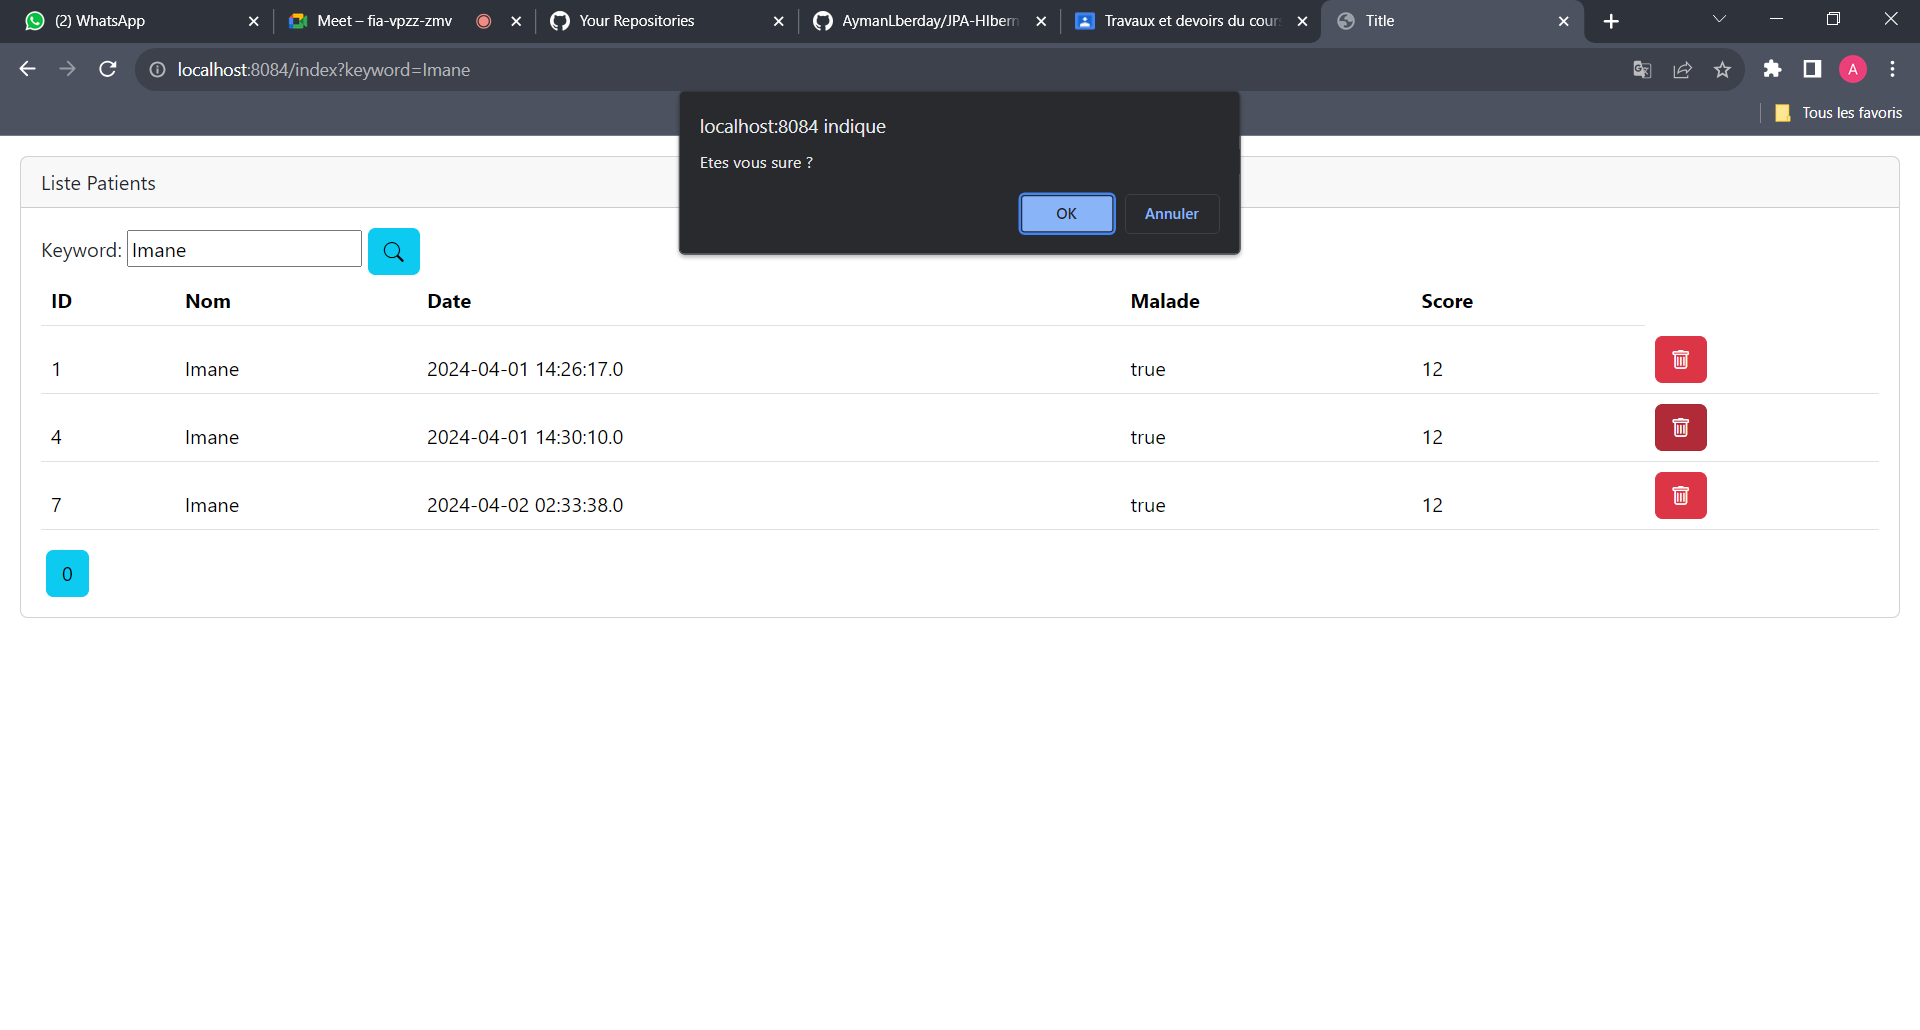 (2) WhatsApp
Meet – fia-vpzz-zmv
Your Repositories
AymanLberday/JPA-HIbern
Travaux et devoirs du cour
Title
localhost:8084/index?keyword=Imane
A
Tous les favoris
localhost:8084 indique
Etes vous sure ?
OK Annuler
Liste Patients
Keyword: Imane
ID Nom Date Malade Score
1 Imane 2024-04-01 14:26:17.0 true 12
4 Imane 2024-04-01 14:30:10.0 true 12
7 Imane 2024-04-02 02:33:38.0 true 12
0